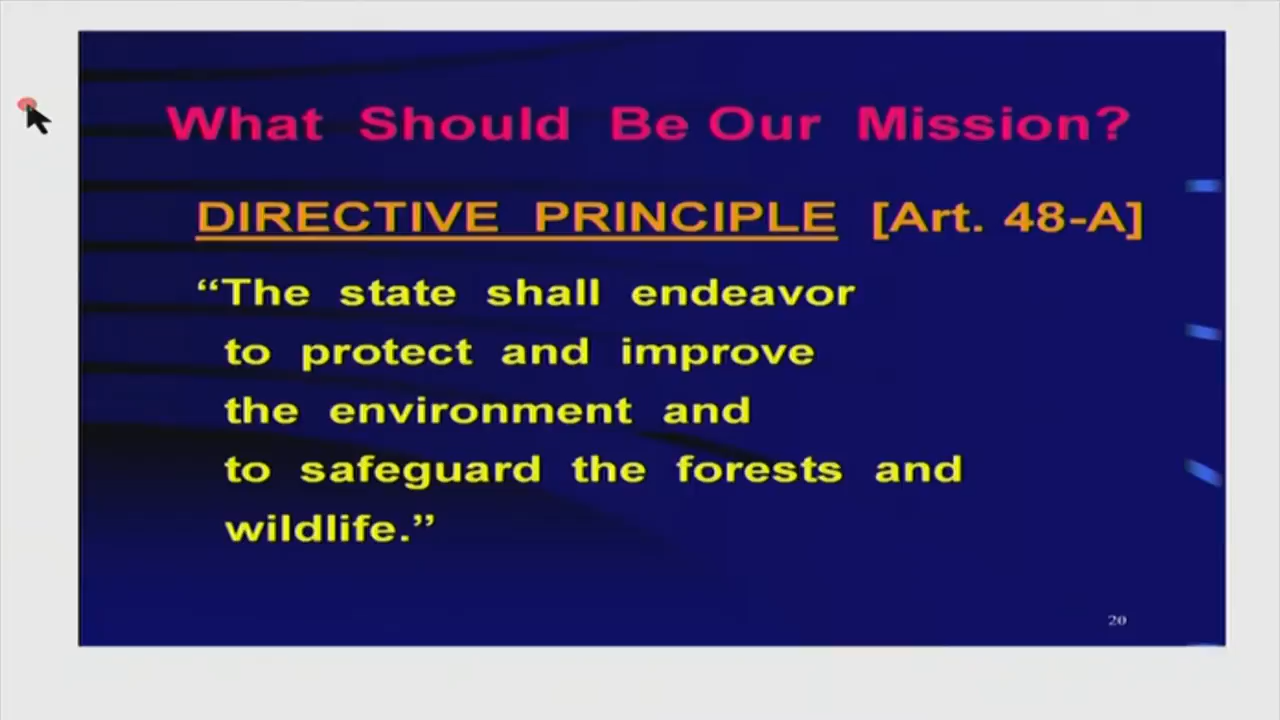 What Should Be Our Mission?
DIRECTIVE PRINCIPLE [Art. 48-A]
“The state shall endeavor
to protect and improve
the environment and
to safeguard the forests and
wildlife.”
20